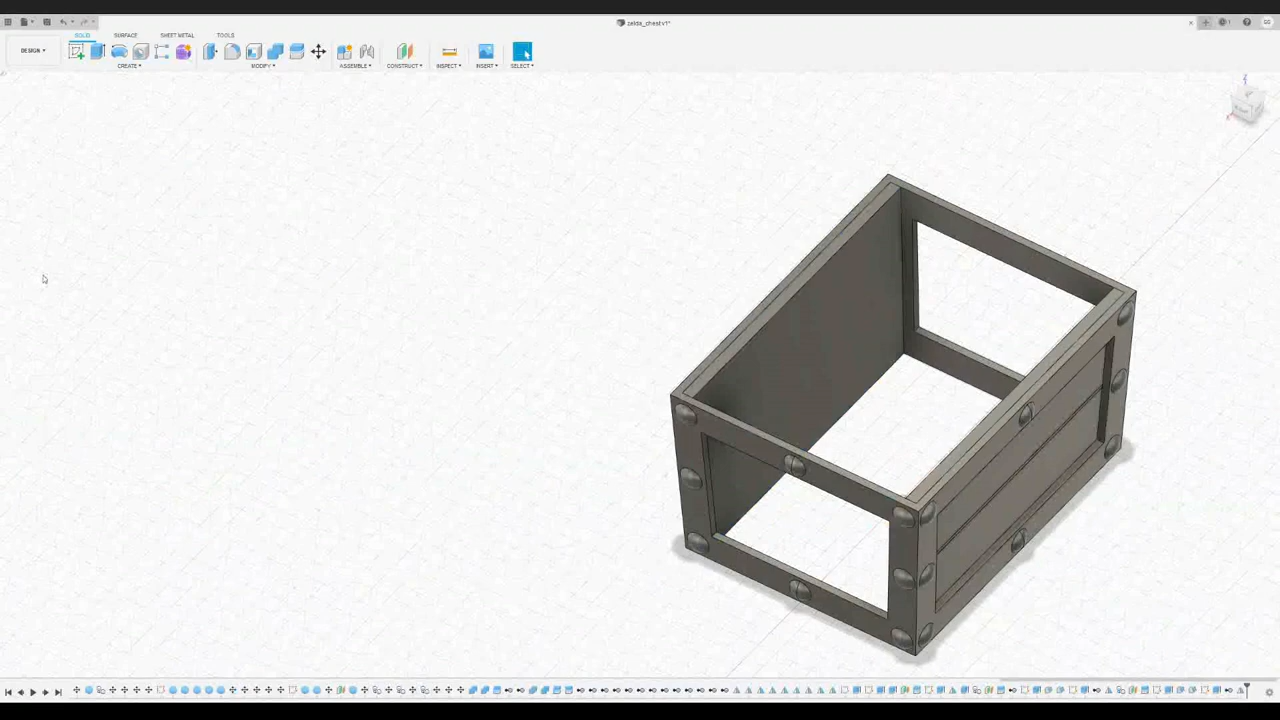 zelda_chest v1*
SOLID SURFACE SHEET METAL TOOLS
DESIGN ▾
CREATE ▾ MODIFY ▾ ASSEMBLE ▾ CONSTRUCT ▾ INSPECT ▾ INSERT ▾ SELECT ▾
Z
X